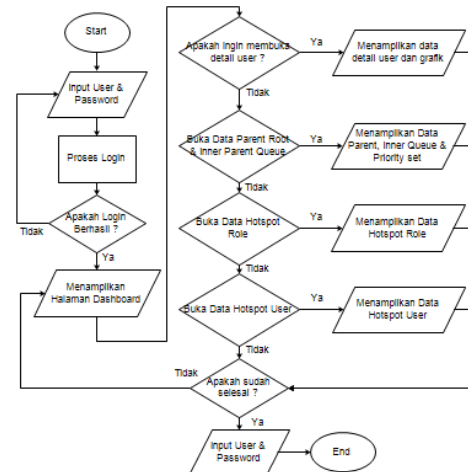 Start
Input User &
Password
Proses Login
Apakah Login
Berhasil ?
Tidak
Ya
Menampilkan
Halaman Dashboard
Apakah Ingin membuka
detail user ?
Ya
Menamplikan data
detail user dan grafik
Tidak
Buka Data Parent Root
& Inner Parent Queue
Ya
Menampilkan Data
Parent, Inner Queue &
Priority set
Tidak
Buka Data Hotspot
Role
Ya
Menampilkan Data
Hotspot Role
Tidak
Buka Data Hotspot User
Ya
Menampilkan Data
Hotspot User
Tidak
Apakah sudah
selesai ?
Tidak
Ya
Input User &
Password
End